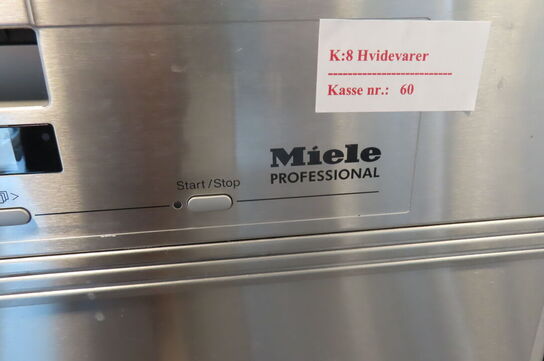 K:8 Hvidevarer
-------------------------
Kasse nr.: 60
Miele
PROFESSIONAL
Start/Stop